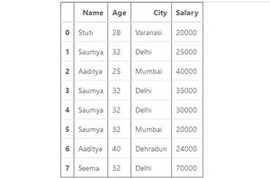 Name Age City Salary
0 Stuti 28 Varanasi 20000
1 Saumya 32 Delhi 25000
2 Aaditya 25 Mumbai 40000
3 Saumya 32 Delhi 35000
4 Saumya 32 Delhi 30000
5 Saumya 32 Mumbai 20000
6 Aaditya 40 Dehradun 24000
7 Seema 32 Delhi 70000